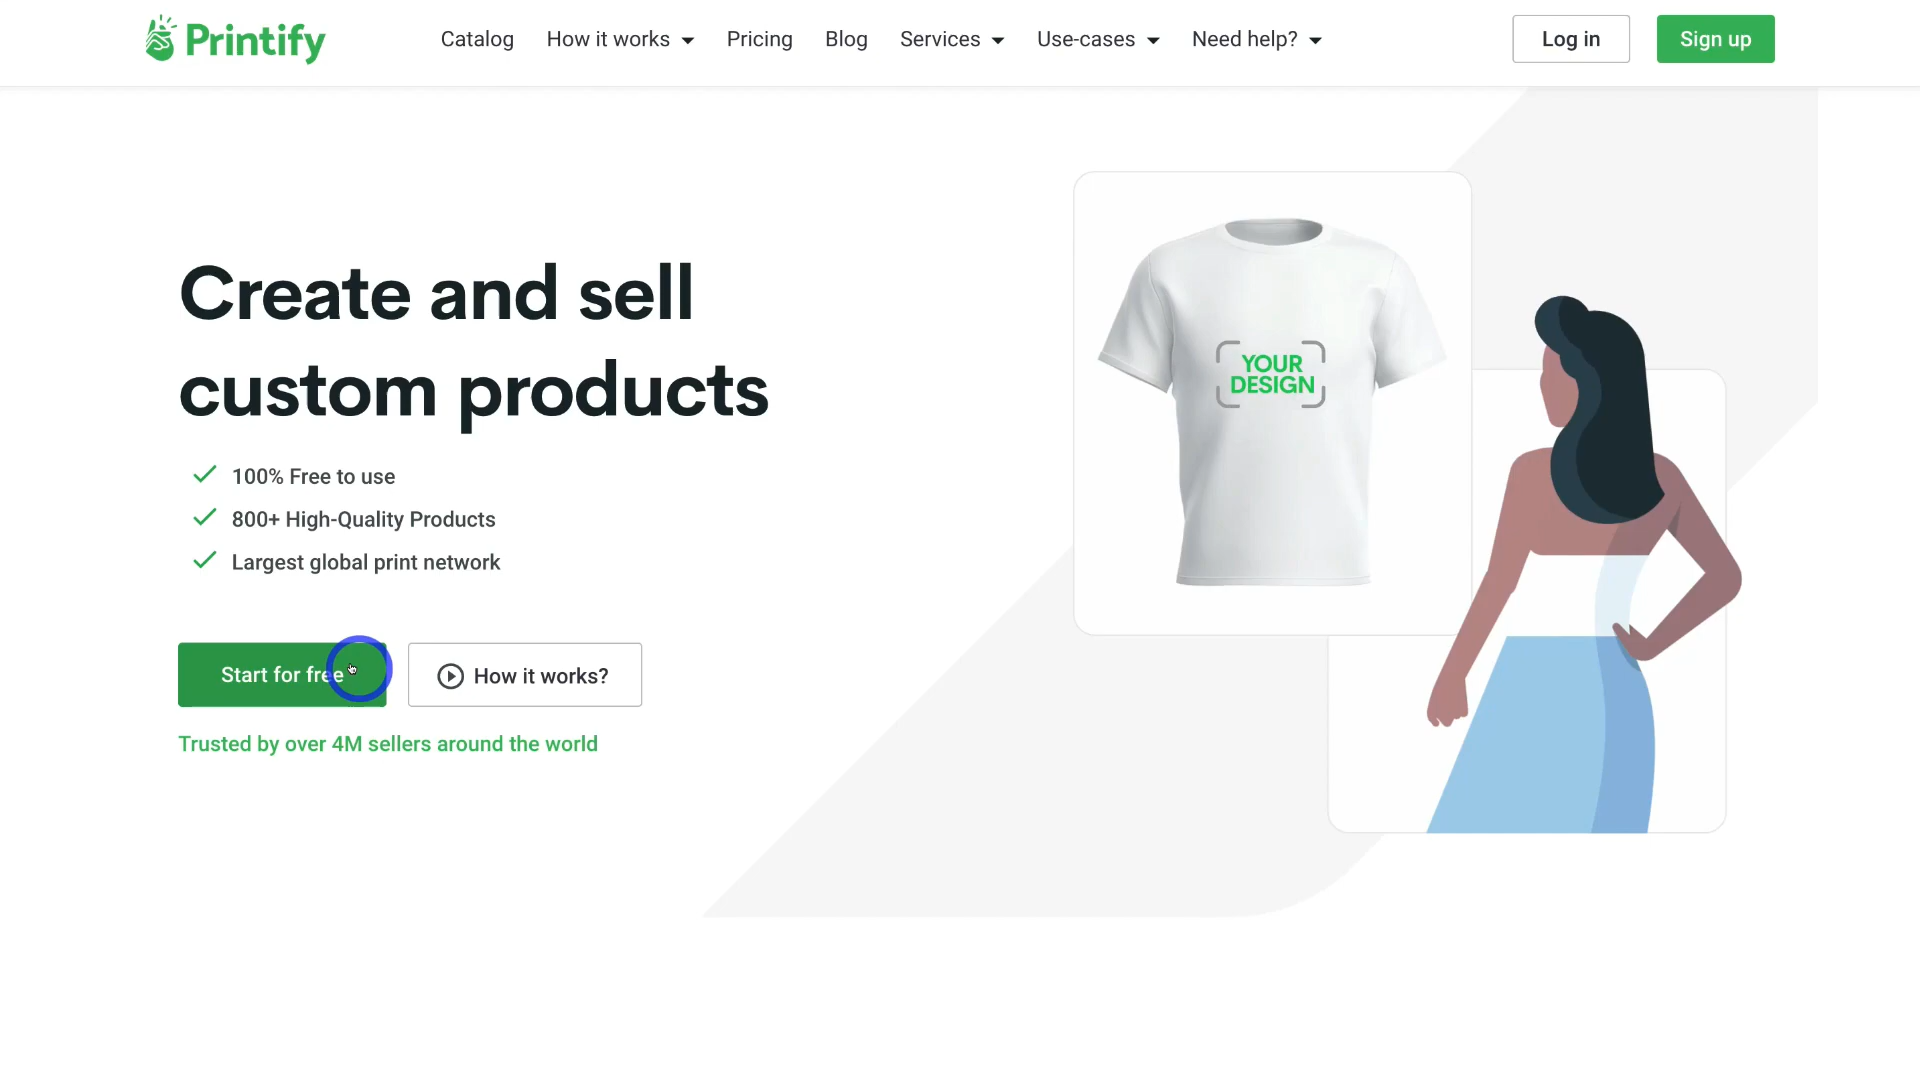 Printify
Catalog
How it works
Pricing
Blog
Services
Use-cases
Need help?
Log in
Sign up
Create and sell
custom products
100% Free to use
800+ High-Quality Products
Largest global print network
Start for free
How it works?
Trusted by over 4M sellers around the world
YOUR
DESIGN